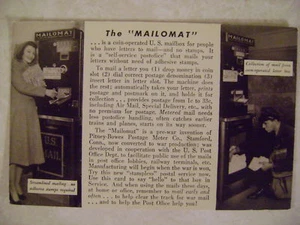 The "MAILOMAT"
. . . is a coin-operated U. S. mailbox for people
who have letters to mail—and no stamps. It
is a "self-service postoffice" that mails your
letters without need of adhesive stamps.
To mail a letter you (1) drop money in coin
slot (2) dial correct postage denomination (3)
insert letter in letter slot. The machine does
the rest; automatically takes your letter, prints
postage and postmark on it, and holds it for
collection . . . provides postage from 1c to 33c,
including Air Mail, Special Delivery, etc., with
no premium for postage. Metered mail needs
less postoffice handling, often catches earlier
trains and planes, starts on its way sooner.
The "Mailomat" is a pre-war invention of
Pitney-Bowes Postage Meter Co., Stamford,
Conn., now converted to war production; was
developed in cooperation with the U. S. Post
Office Dept. to facilitate public use of the mails
in post office lobbies, railway terminals, etc.
Manufacturing will begin when the war is won.
Try this new "stampless" postal service now.
Use this card to say "hello" to that lad in
Service. And when using the mails these days,
at home or office, remember to mail early and
often . . . to help clear the track for war mail
. . . and to help the Post Office help you!
MAILOMAT
U.S.
MAIL
Streamlined mailing: no
adhesive stamps required
MAILOMAT
Collection of mail from
coin-operated letter box